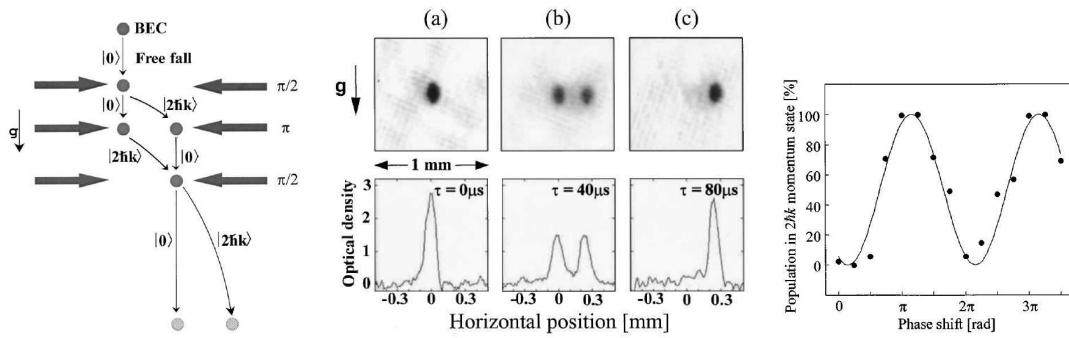 BEC
|0⟩ Free fall
π/2
|0⟩ |2ħk⟩
g
π
|2ħk⟩ |0⟩
π/2
|0⟩ |2ħk⟩
(a) (b) (c)
g
1 mm
τ = 0μs τ = 40μs τ = 80μs
Optical density
3
2
1
0
-0.3 0 0.3 -0.3 0 0.3 -0.3 0 0.3
Horizontal position [mm]
Population in 2ħk momentum state [%]
100
80
60
40
20
0
0 π 2π 3π
Phase shift [rad]